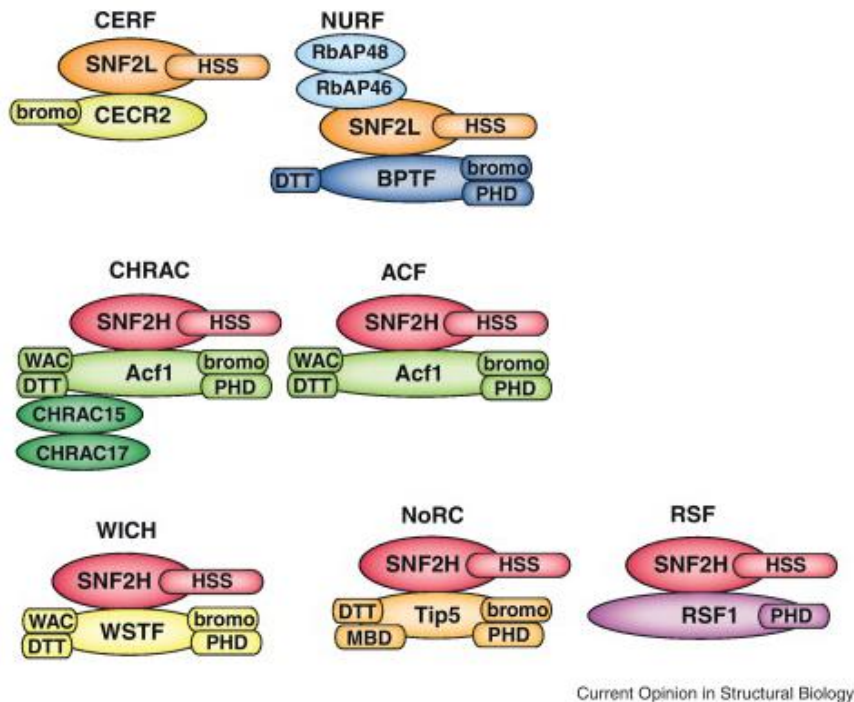 CERF
NURF
SNF2L HSS
bromo CECR2
RbAP48
RbAP46
SNF2L HSS
DTT BPTF bromo
PHD
CHRAC
ACF
SNF2H HSS
WAC Acf1 bromo
DTT PHD
CHRAC15
CHRAC17
SNF2H HSS
WAC Acf1 bromo
DTT PHD
WICH
NoRC
RSF
SNF2H HSS
WAC WSTF bromo
DTT PHD
SNF2H HSS
DTT Tip5 bromo
MBD PHD
SNF2H HSS
RSF1 PHD
Current Opinion in Structural Biology